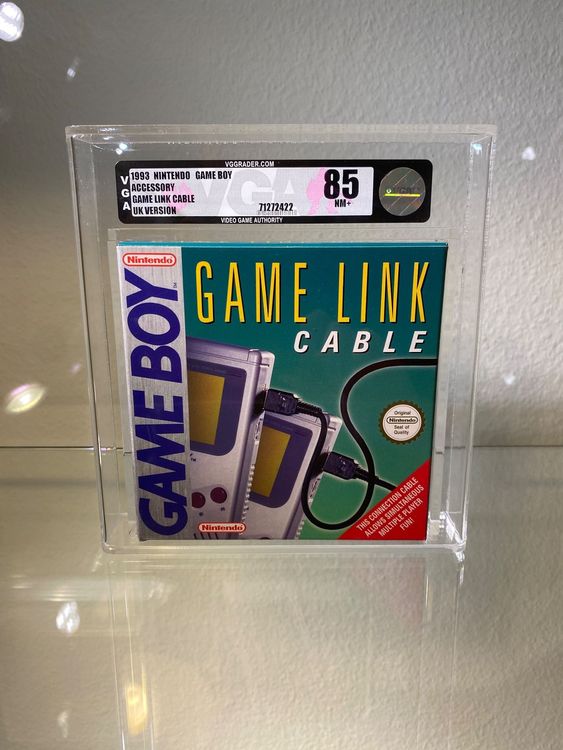 VGGRADER.COM
VGA
1993 NINTENDO GAME BOY
ACCESSORY
GAME LINK CABLE
UK VERSION
71272422
VGA
85
NM+
VIDEO GAME AUTHORITY
Nintendo
GAME BOY
TM
GAME LINK
CABLE
Original
Nintendo
Seal of
Quality
THIS CONNECTION CABLE
ALLOWS SIMULTANEOUS
MULTIPLE PLAYER
FUN!
Nintendo